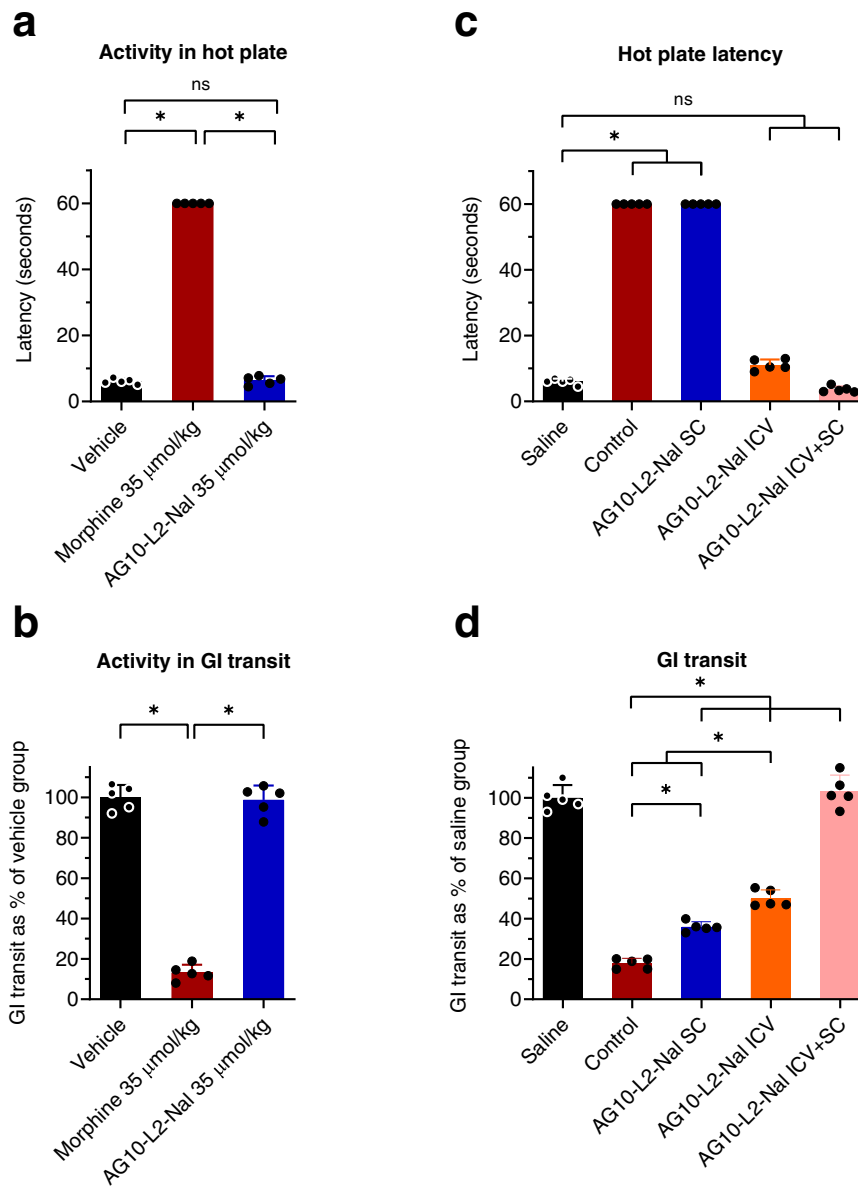 a
Activity in hot plate
ns
*
*
Latency (seconds)
60
40
20
0
Vehicle
Morphine 35 μmol/kg
AG10-L2-Nal 35 μmol/kg
c
Hot plate latency
ns
*
Latency (seconds)
60
40
20
0
Saline
Control
AG10-L2-Nal SC
AG10-L2-Nal ICV
AG10-L2-Nal ICV+SC
b
Activity in GI transit
*
*
GI transit as % of vehicle group
100
80
60
40
20
0
Vehicle
Morphine 35 μmol/kg
AG10-L2-Nal 35 μmol/kg
d
GI transit
*
*
*
GI transit as % of saline group
100
80
60
40
20
0
Saline
Control
AG10-L2-Nal SC
AG10-L2-Nal ICV
AG10-L2-Nal ICV+SC